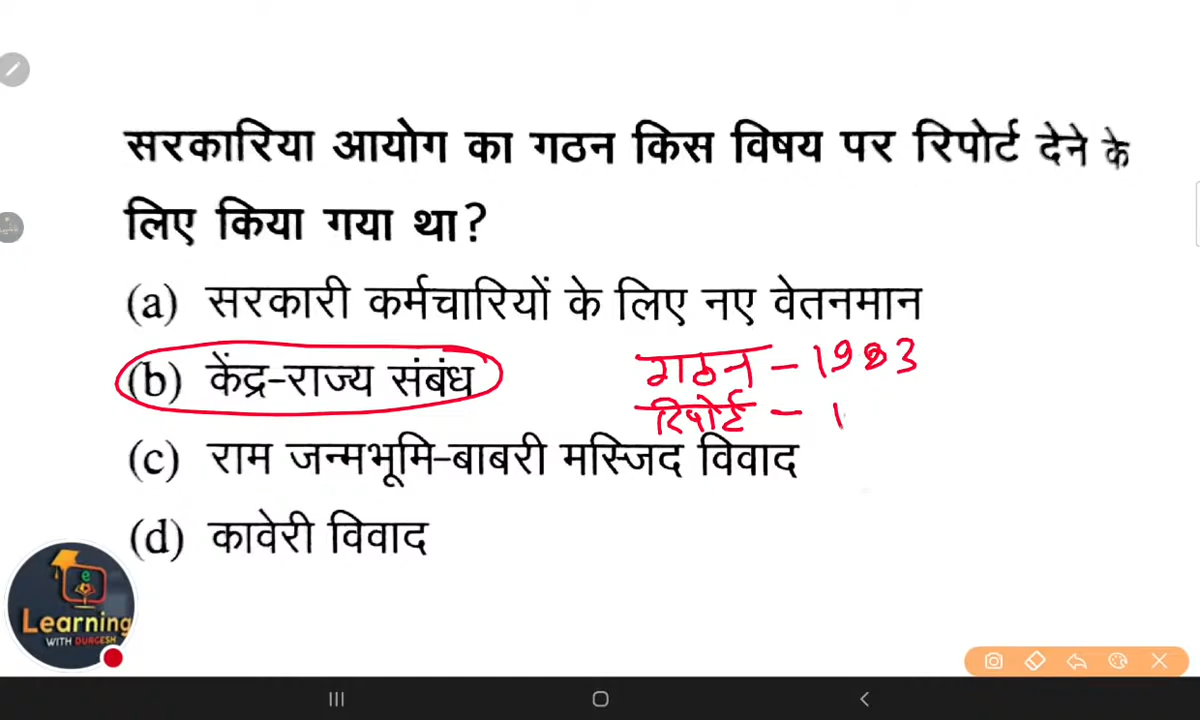 सरकारिया आयोग का गठन किस विषय पर रिपोर्ट देने के
लिए किया गया था?
(a) सरकारी कर्मचारियों के लिए नए वेतनमान
(b) केंद्र-राज्य संबंध
गठन - 1983
रिपोर्ट - 1
(c) राम जन्मभूमि-बाबरी मस्जिद विवाद
(d) कावेरी विवाद
e
Learning
WITH DURGESH